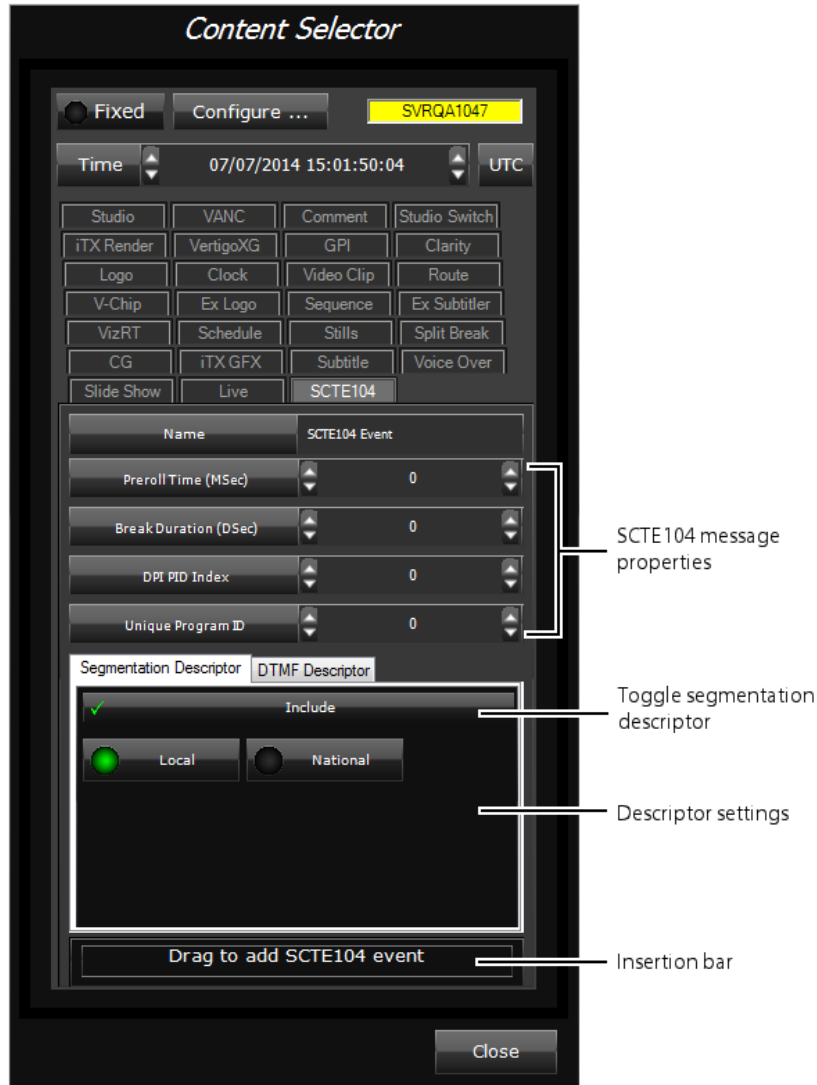 Content Selector
Fixed
Configure ...
SVRQA1047
Time
07/07/2014 15:01:50:04
UTC
Studio
VANC
Comment
Studio Switch
iTX Render
VertigoXG
GPI
Clarity
Logo
Clock
Video Clip
Route
V-Chip
Ex Logo
Sequence
Ex Subtitler
VizRT
Schedule
Stills
Split Break
CG
iTX GFX
Subtitle
Voice Over
Slide Show
Live
SCTE104
Name
SCTE104 Event
Preroll Time (MSec)
0
Break Duration (DSec)
0
DPI PID Index
0
Unique Program ID
0
SCTE104 message
properties
Segmentation Descriptor
DTMF Descriptor
Include
Toggle segmentation
descriptor
Local
National
Descriptor settings
Drag to add SCTE104 event
Insertion bar
Close